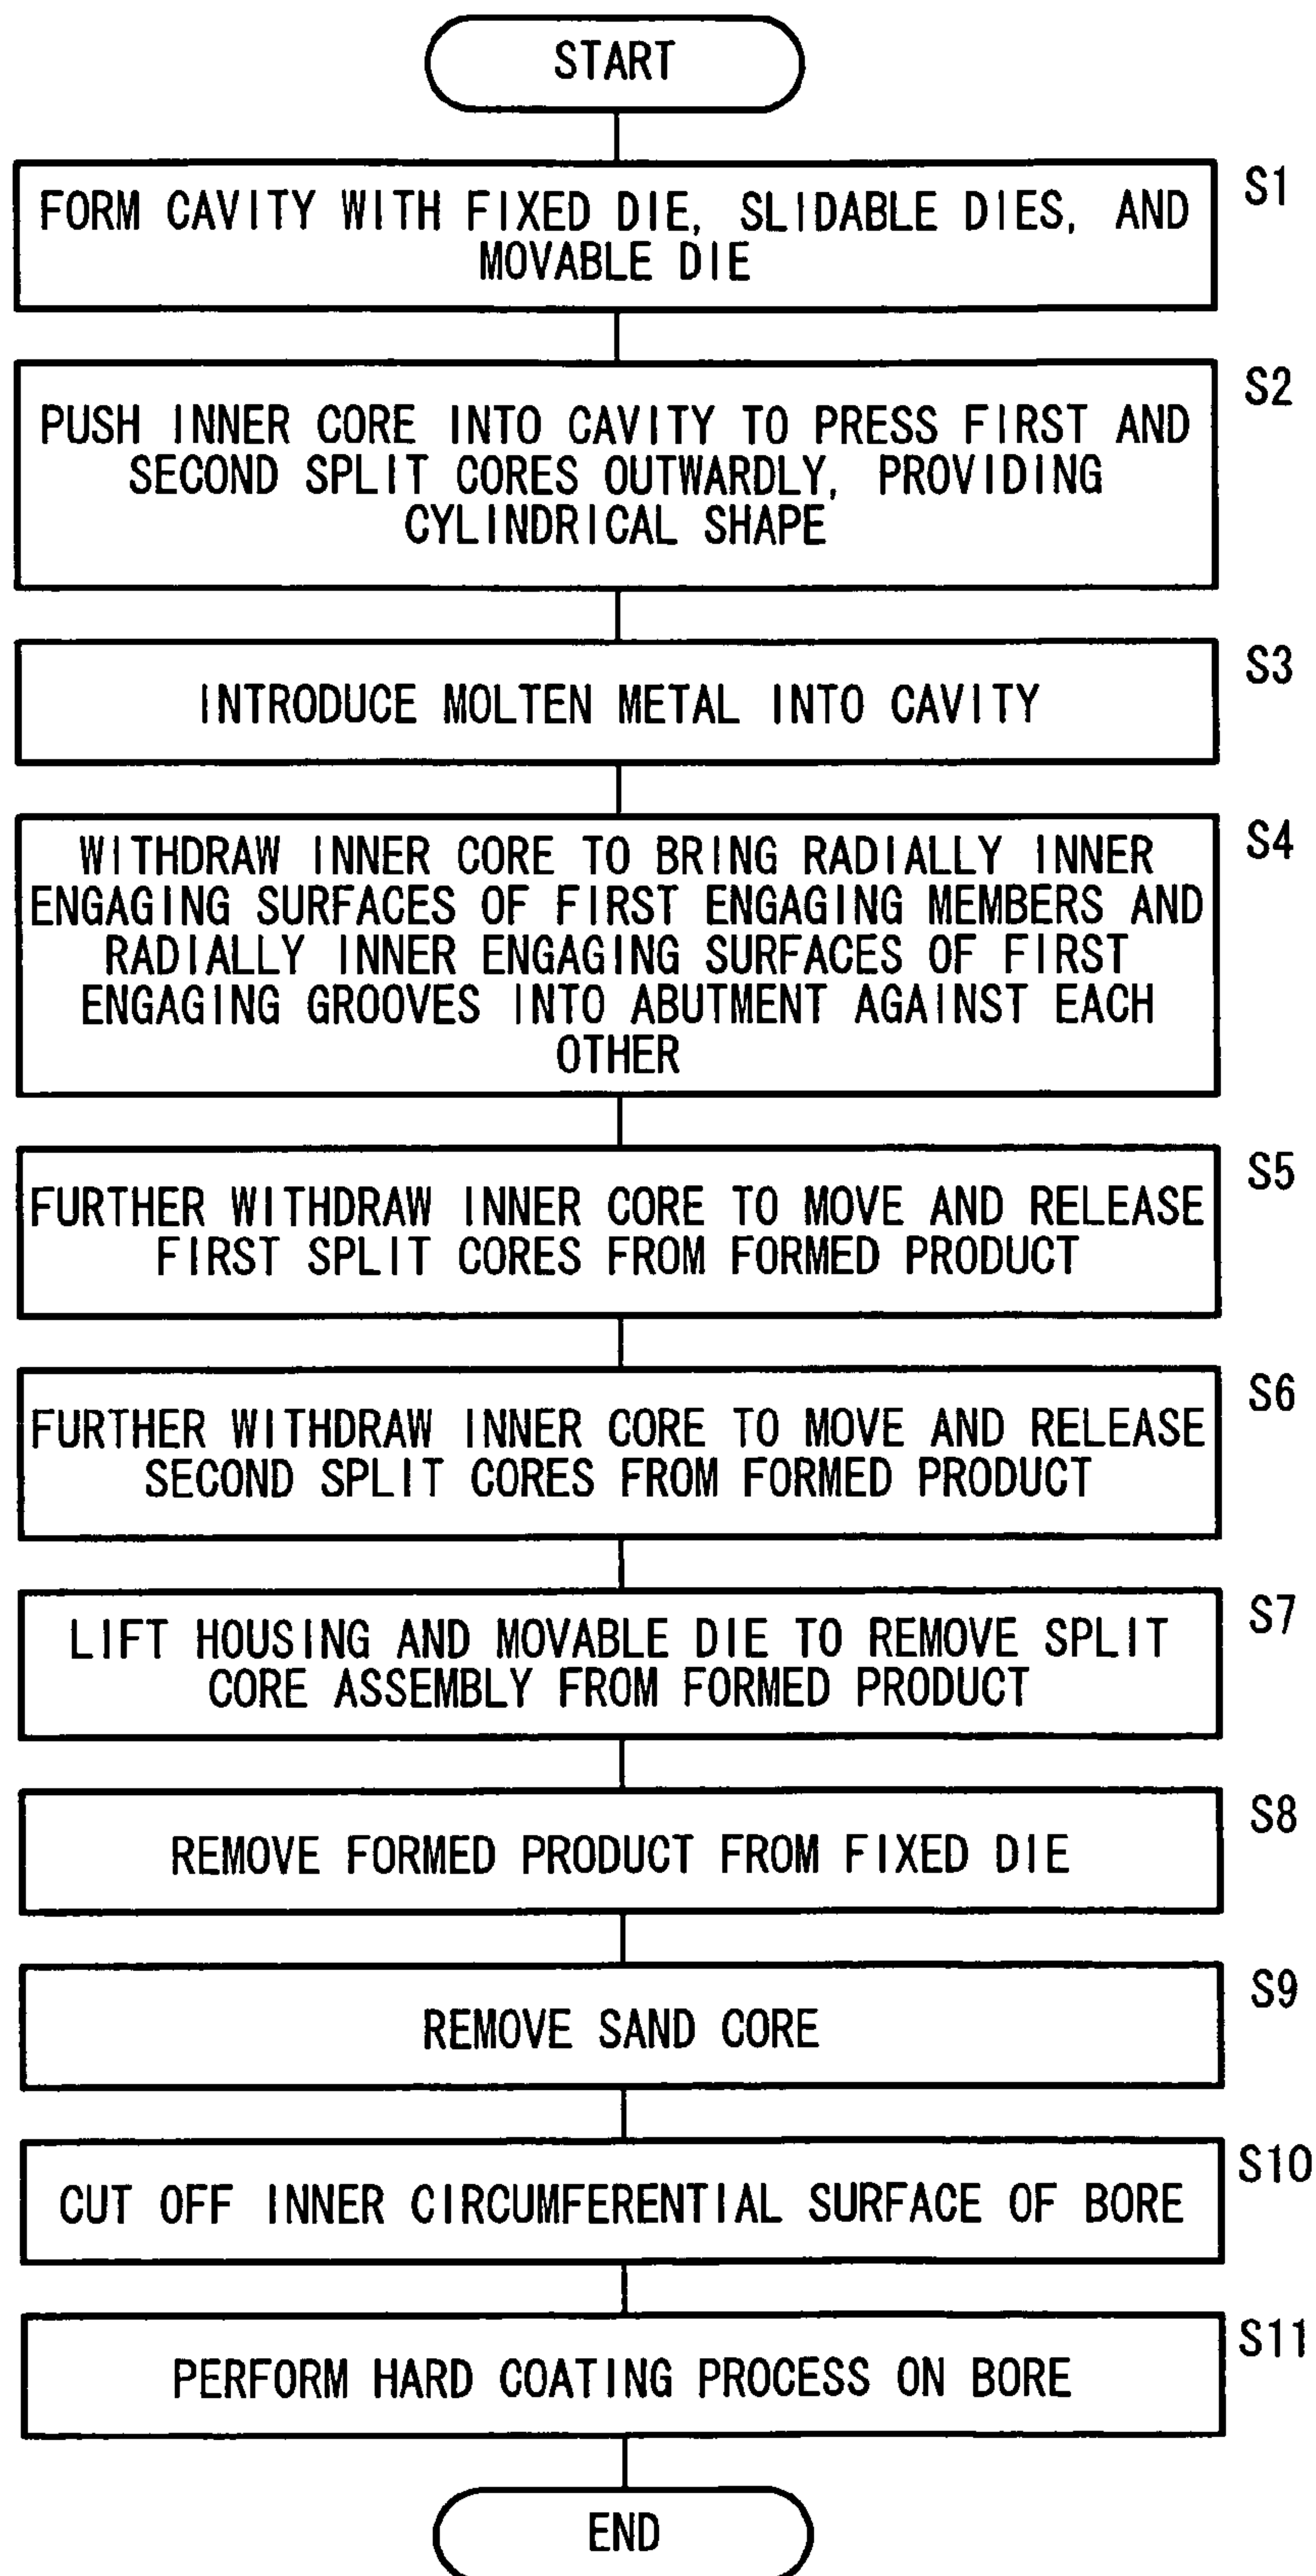 START
S1
FORM CAVITY WITH FIXED DIE, SLIDABLE DIES, AND
MOVABLE DIE
S2
PUSH INNER CORE INTO CAVITY TO PRESS FIRST AND
SECOND SPLIT CORES OUTWARDLY, PROVIDING
CYLINDRICAL SHAPE
S3
INTRODUCE MOLTEN METAL INTO CAVITY
S4
WITHDRAW INNER CORE TO BRING RADIALLY INNER
ENGAGING SURFACES OF FIRST ENGAGING MEMBERS AND
RADIALLY INNER ENGAGING SURFACES OF FIRST
ENGAGING GROOVES INTO ABUTMENT AGAINST EACH
OTHER
S5
FURTHER WITHDRAW INNER CORE TO MOVE AND RELEASE
FIRST SPLIT CORES FROM FORMED PRODUCT
S6
FURTHER WITHDRAW INNER CORE TO MOVE AND RELEASE
SECOND SPLIT CORES FROM FORMED PRODUCT
S7
LIFT HOUSING AND MOVABLE DIE TO REMOVE SPLIT
CORE ASSEMBLY FROM FORMED PRODUCT
S8
REMOVE FORMED PRODUCT FROM FIXED DIE
S9
REMOVE SAND CORE
S10
CUT OFF INNER CIRCUMFERENTIAL SURFACE OF BORE
S11
PERFORM HARD COATING PROCESS ON BORE
END